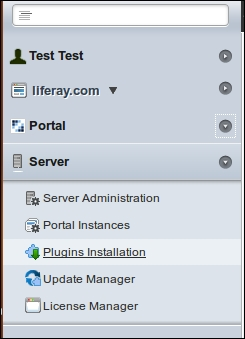 Test Test
liferay.com
Portal
Server
Server Administration
Portal Instances
Plugins Installation
Update Manager
License Manager